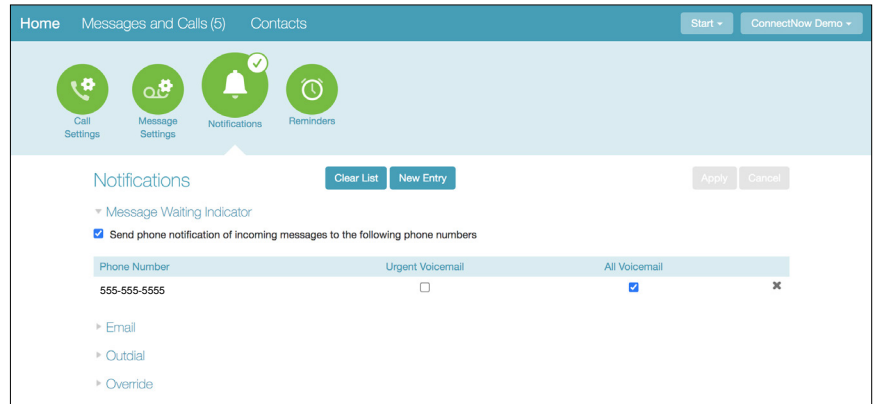 Home Messages and Calls (5) Contacts Start ConnectNow Demo
Call Settings
Message Settings
Notifications
Reminders
Notifications Clear List New Entry Apply Cancel
Message Waiting Indicator
Send phone notification of incoming messages to the following phone numbers
Phone Number Urgent Voicemail All Voicemail
555-555-5555
Email
Outdial
Override